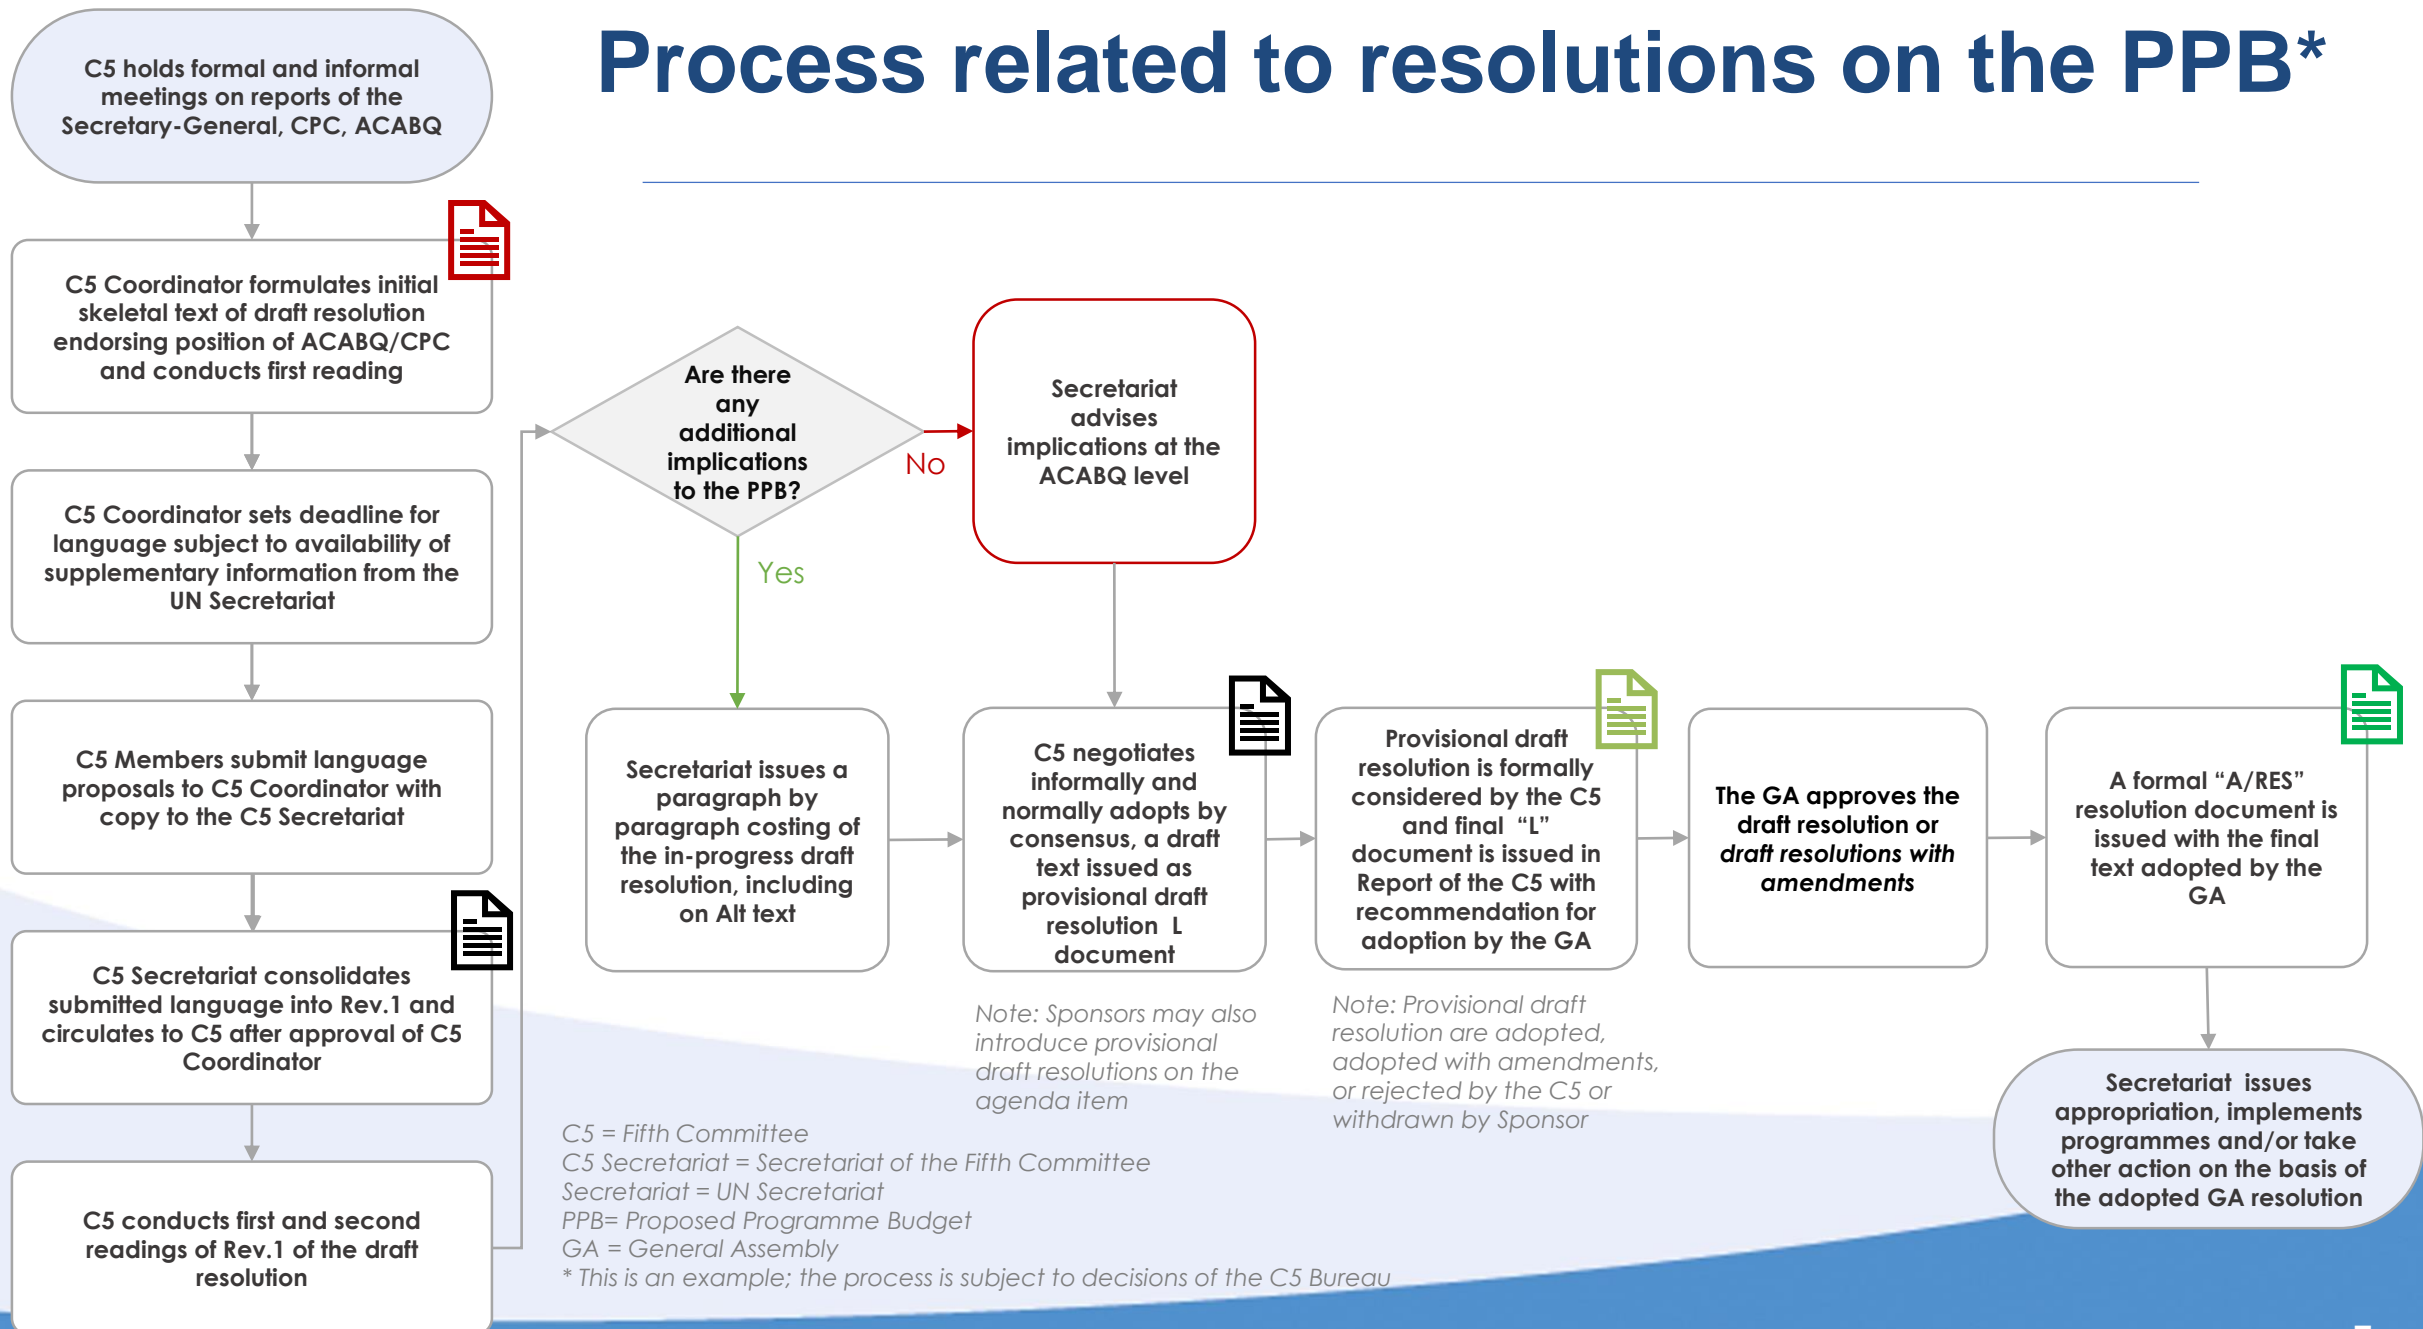 Process related to resolutions on the PPB*
C5 holds formal and informal
meetings on reports of the
Secretary-General, CPC, ACABQ
C5 Coordinator formulates initial
skeletal text of draft resolution
endorsing position of ACABQ/CPC
and conducts first reading
C5 Coordinator sets deadline for
language subject to availability of
supplementary information from the
UN Secretariat
C5 Members submit language
proposals to C5 Coordinator with
copy to the C5 Secretariat
C5 Secretariat consolidates
submitted language into Rev.1 and
circulates to C5 after approval of C5
Coordinator
C5 conducts first and second
readings of Rev.1 of the draft
resolution
Are there
any
additional
implications
to the PPB?
No
Yes
Secretariat
advises
implications at the
ACABQ level
Secretariat issues a
paragraph by
paragraph costing of
the in-progress draft
resolution, including
on Alt text
C5 negotiates
informally and
normally adopts by
consensus, a draft
text issued as
provisional draft
resolution L
document
Provisional draft
resolution is formally
considered by the C5
and final “L”
document is issued in
Report of the C5 with
recommendation for
adoption by the GA
The GA approves the
draft resolution or
draft resolutions with
amendments
A formal “A/RES”
resolution document is
issued with the final
text adopted by the
GA
Secretariat issues
appropriation, implements
programmes and/or take
other action on the basis of
the adopted GA resolution
Note: Sponsors may also
introduce provisional
draft resolutions on the
agenda item
Note: Provisional draft
resolution are adopted,
adopted with amendments,
or rejected by the C5 or
withdrawn by Sponsor
C5 = Fifth Committee
C5 Secretariat = Secretariat of the Fifth Committee
Secretariat = UN Secretariat
PPB= Proposed Programme Budget
GA = General Assembly
* This is an example; the process is subject to decisions of the C5 Bureau